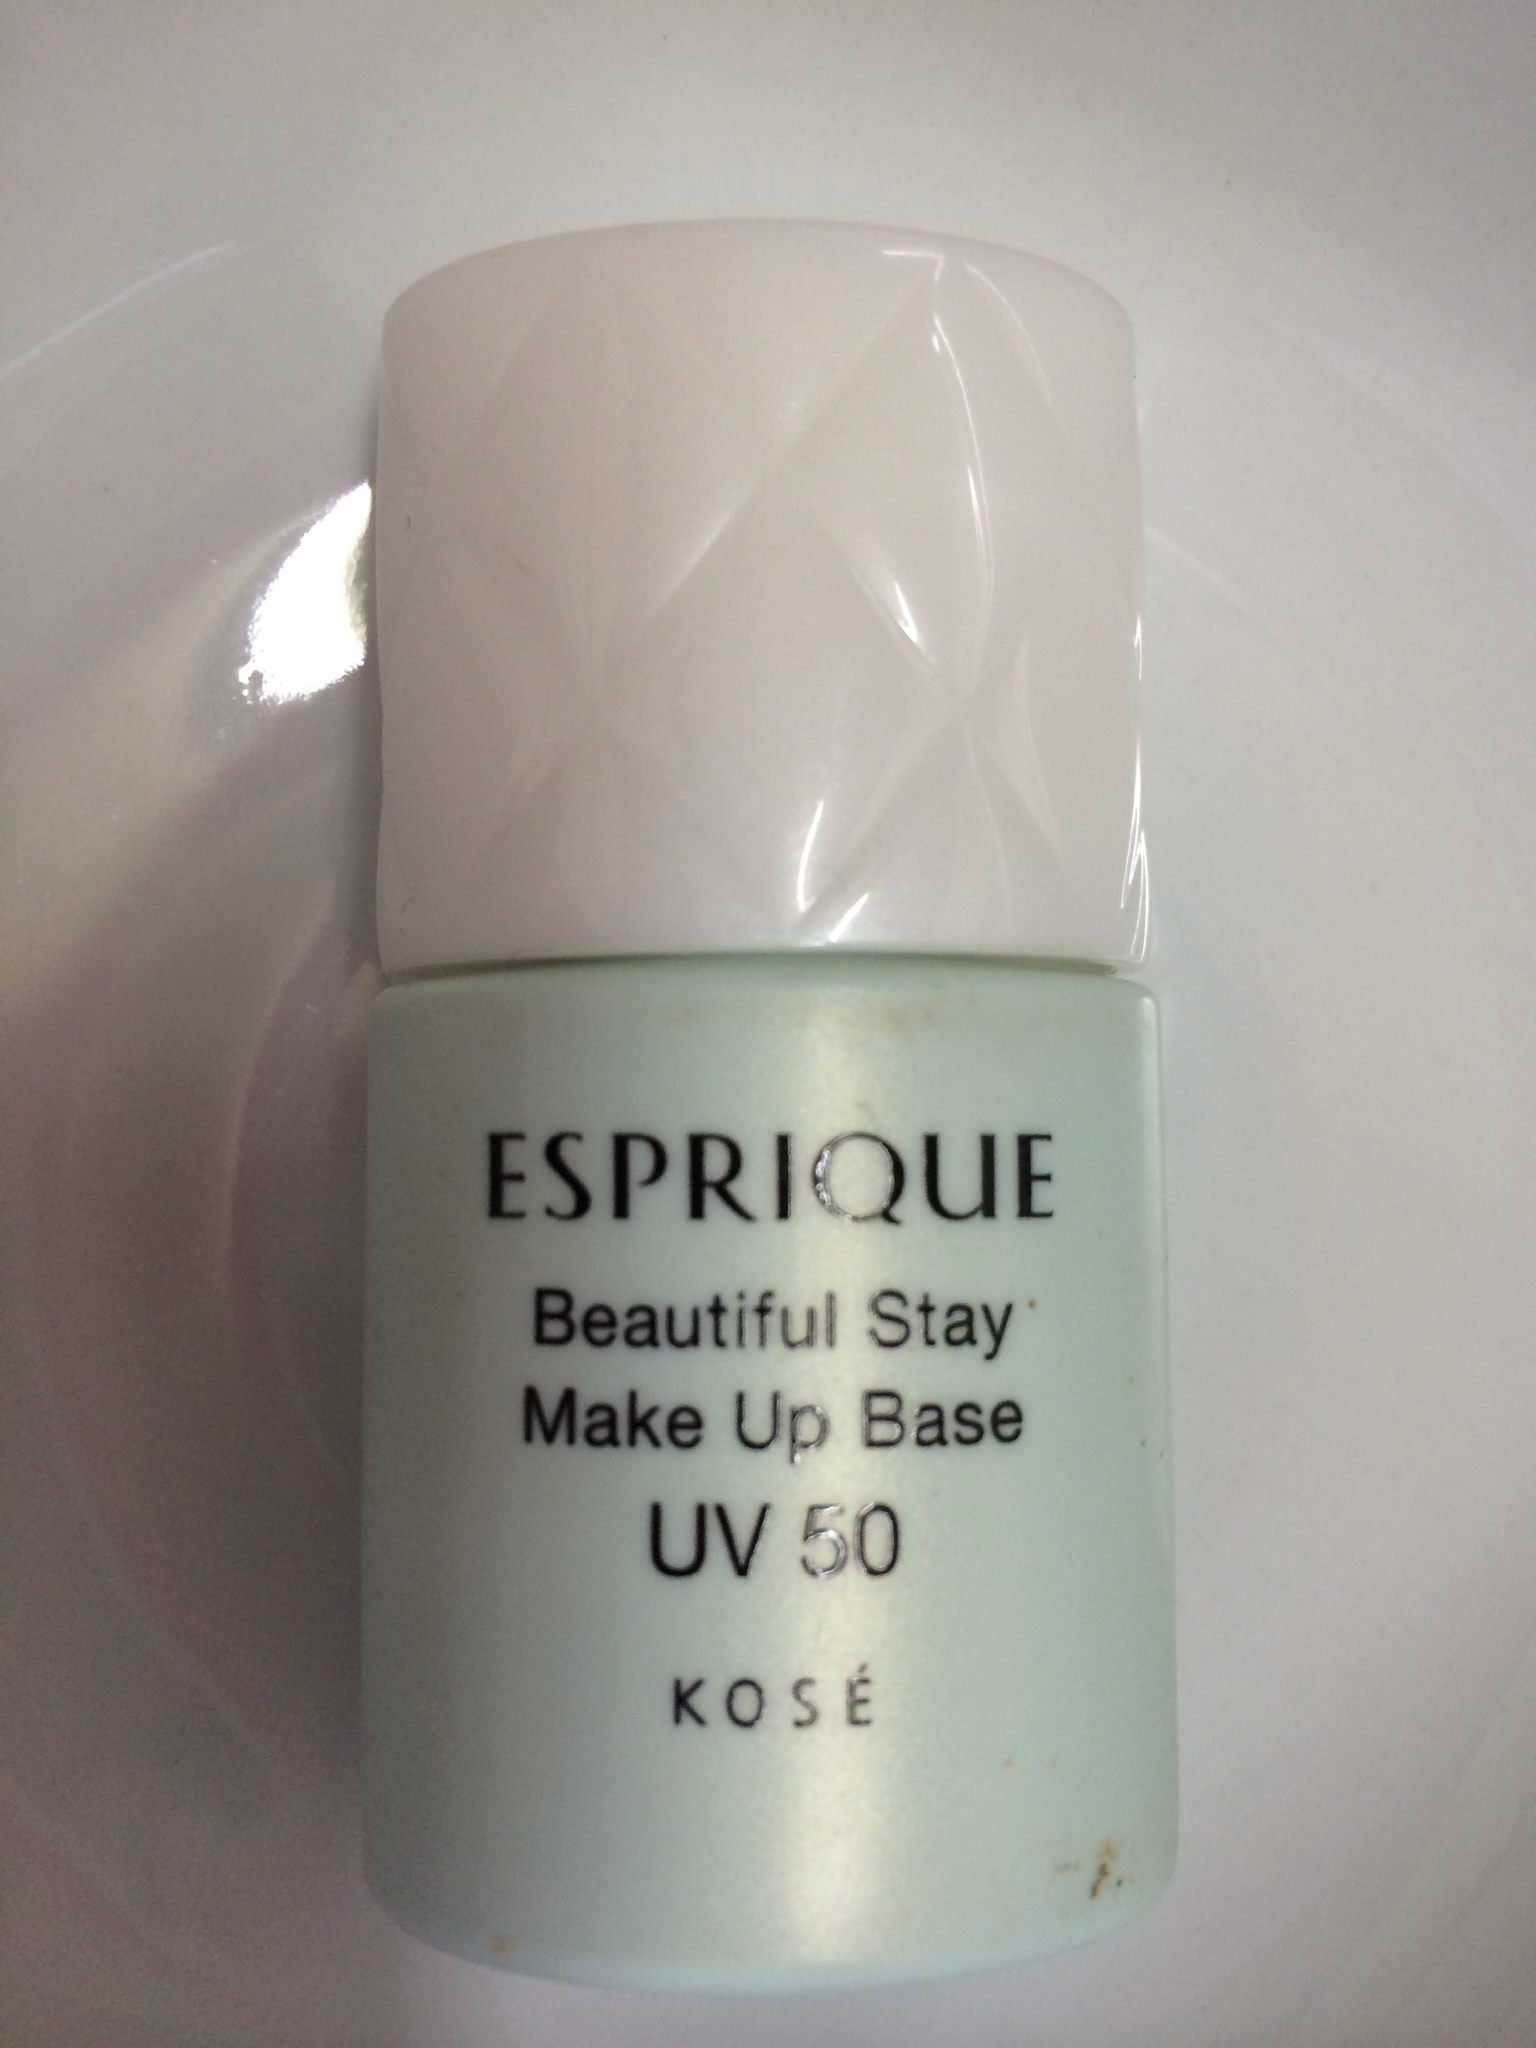 ESPRIQUE
Beautiful Stay
Make Up Base
UV 50
KOSÉ